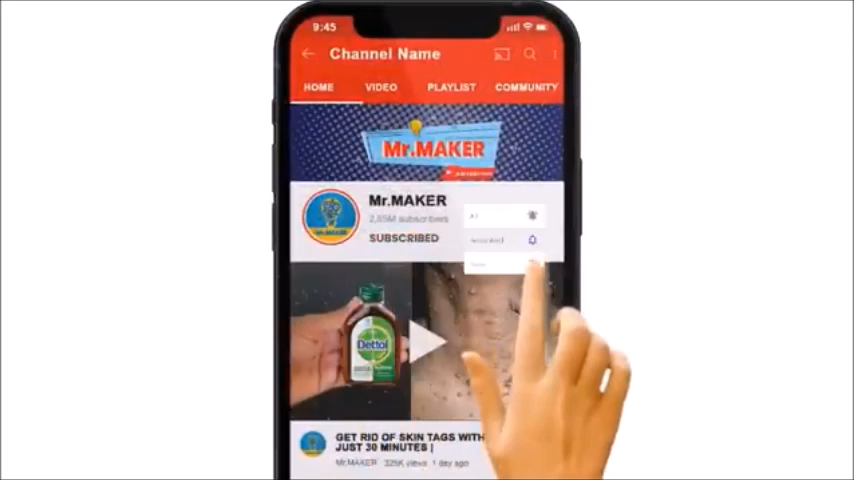 9:45
Channel Name
HOME VIDEO PLAYLIST COMMUNITY
Mr.MAKER
Mr.MAKER
2,65M subscribers
SUBSCRIBED
Dettol
GET RID OF SKIN TAGS WITH
JUST 30 MINUTES |
Mr.MAKER 325K views 1 day ago